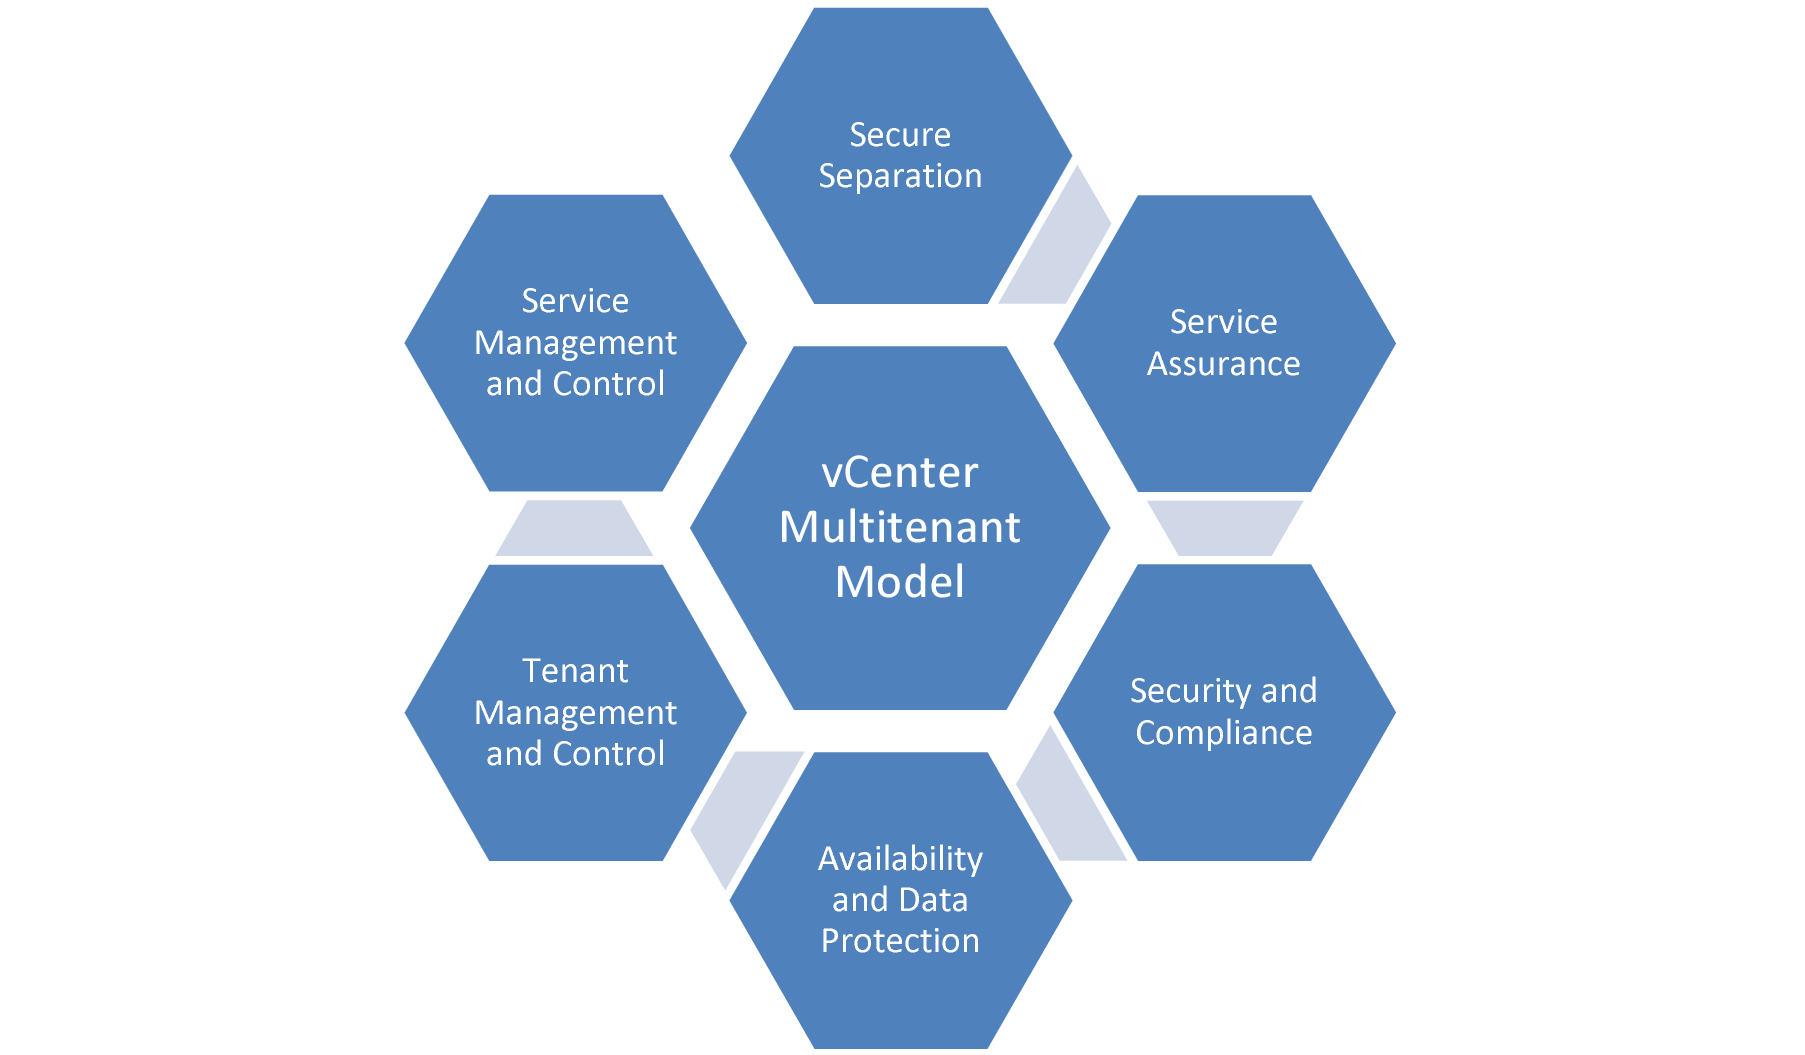 Secure
Separation
Service
Assurance
Security and
Compliance
Availability
and Data
Protection
Tenant
Management
and Control
Service
Management
and Control
vCenter
Multitenant
Model